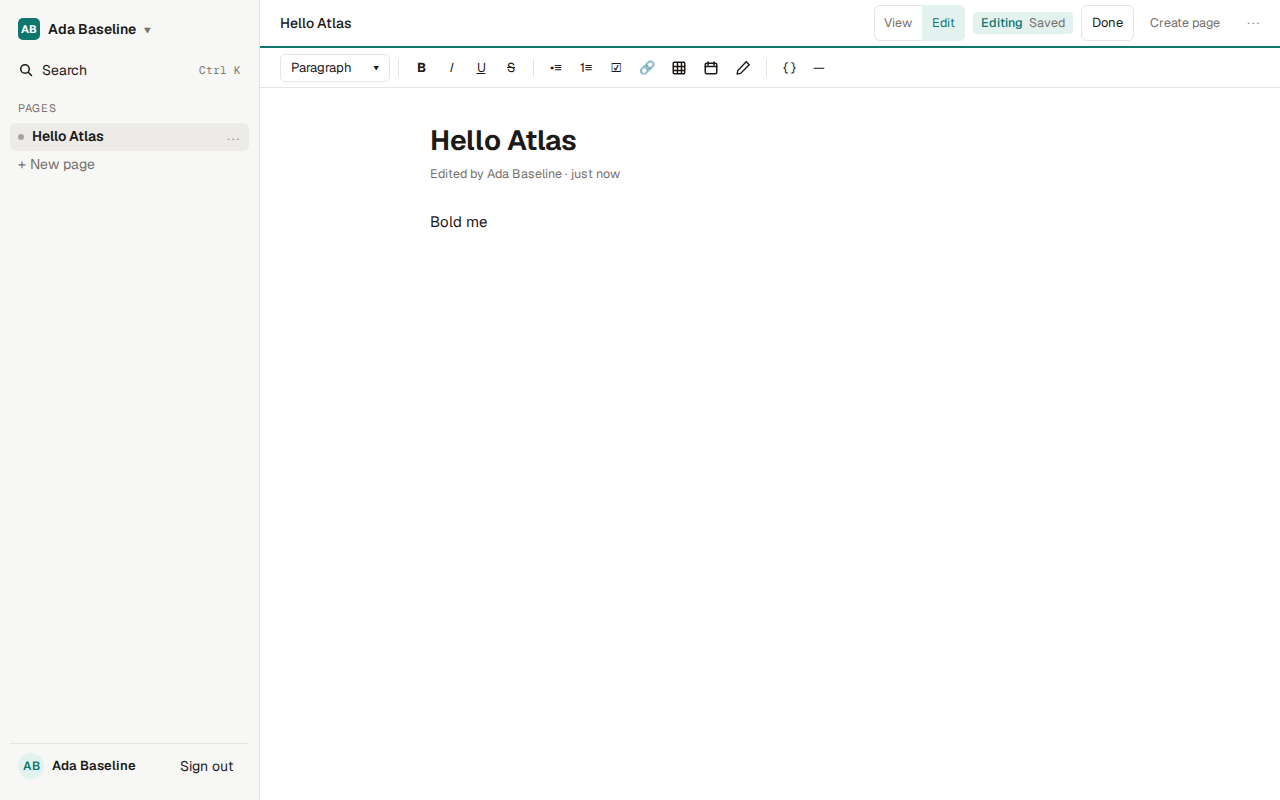 AB Ada Baseline ▾
Search Ctrl K
PAGES
Hello Atlas ...
+ New page
AB Ada Baseline Sign out
Hello Atlas View Edit Editing Saved Done Create page ...
Paragraph ▾ B I U S •≡ 1≡ ☑ 🔗 {} —
Hello Atlas
Edited by Ada Baseline · just now
Bold me